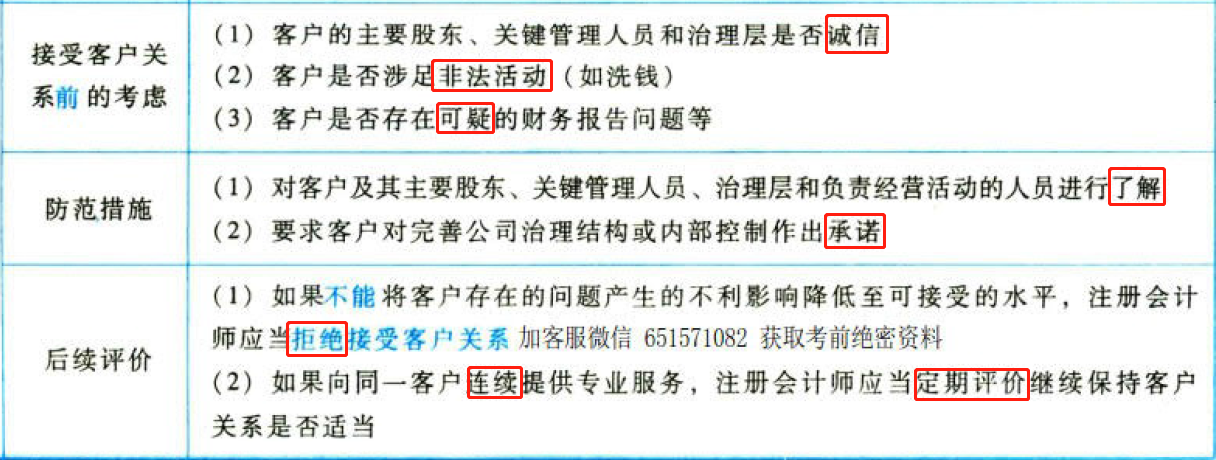 接受客户关
系前的考虑
(1) 客户的主要股东、关键管理人员和治理层是否诚信
(2) 客户是否涉足非法活动（如洗钱）
(3) 客户是否存在可疑的财务报告问题等
防范措施
(1) 对客户及其主要股东、关键管理人员、治理层和负责经营活动的人员进行了解
(2) 要求客户对完善公司治理结构或内部控制作出承诺
后续评价
(1) 如果不能将客户存在的问题产生的不利影响降低至可接受的水平，注册会计
师应当拒绝接受客户关系 加客服微信 651571082 获取考前绝密资料
(2) 如果向同一客户连续提供专业服务，注册会计师应当定期评价继续保持客户
关系是否适当